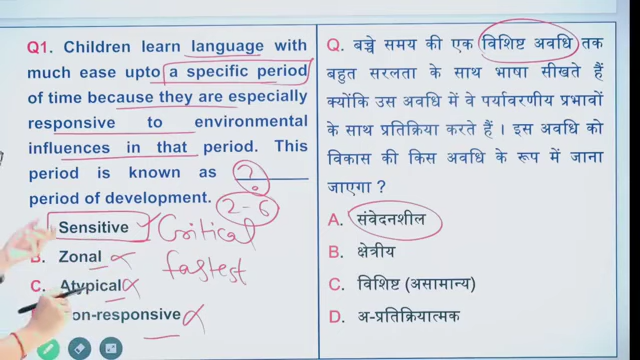 Q1. Children learn language with
much ease upto a specific period
of time because they are especially
responsive to environmental
influences in that period. This
period is known as ?
period of development. 2-6
Sensitive Critical
B. Zonal fastest
C. Atypical
on-responsive
Q. बच्चे समय की एक विशिष्ट अवधि तक
बहुत सरलता के साथ भाषा सीखते हैं
क्योंकि उस अवधि में वे पर्यावरणीय प्रभावों
के साथ प्रतिक्रिया करते हैं। इस अवधि को
विकास की किस अवधि के रूप में जाना
जाएगा ?
A. संवेदनशील
B. क्षेत्रीय
C. विशिष्ट (असामान्य)
D. अ-प्रतिक्रियात्मक